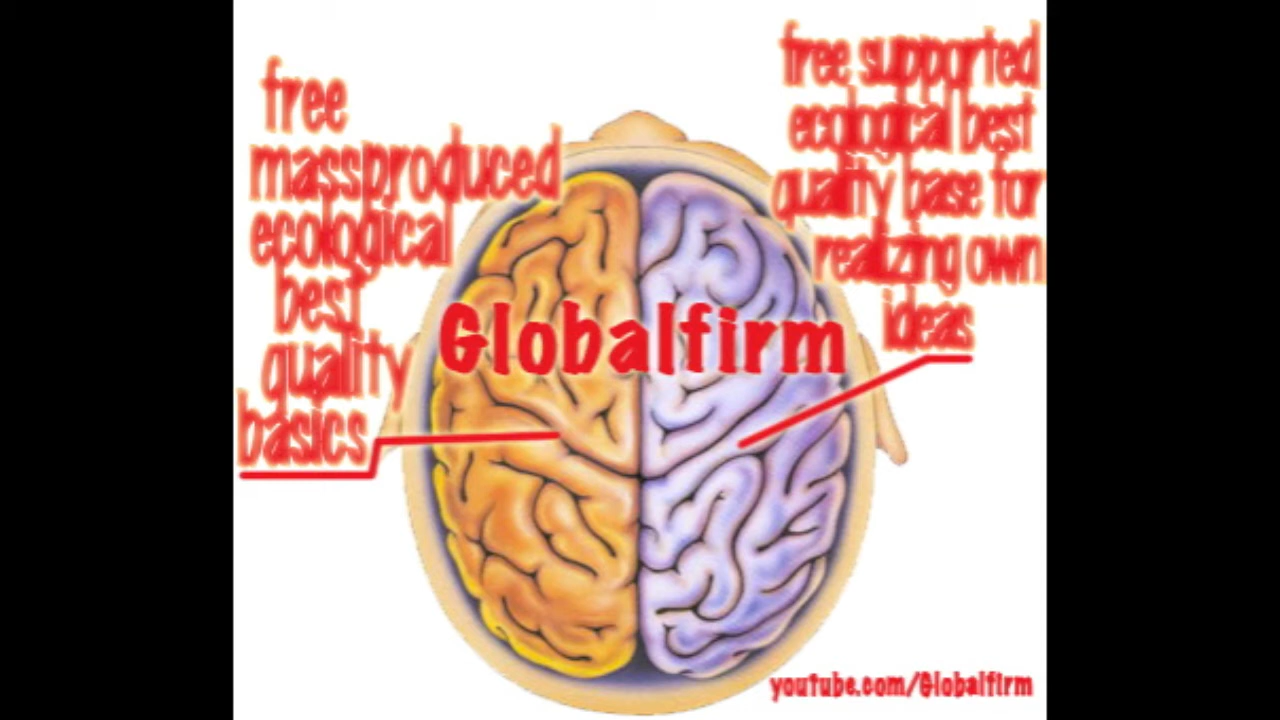 free
massproduced
ecological
best
quality
basics
free supported
ecological best
quality base for
realizing own
ideas
Globalfirm
youtube.com/Globalfirm